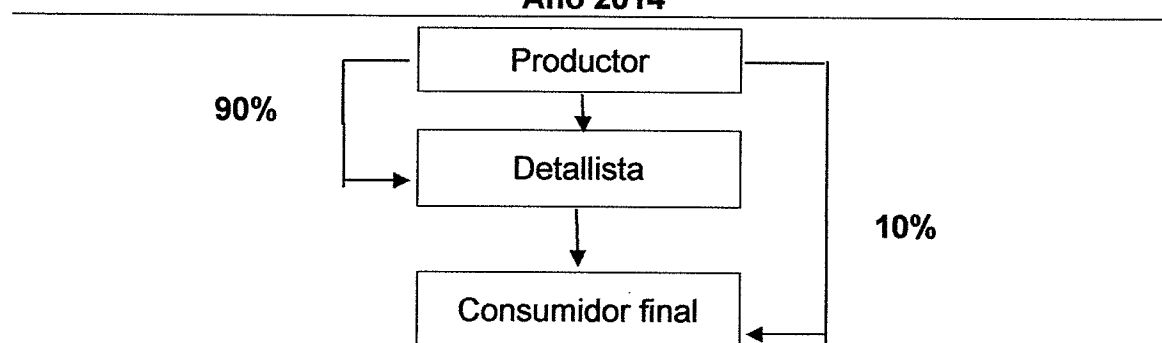 Año 2014
Productor
90%
Detallista
10%
Consumidor final